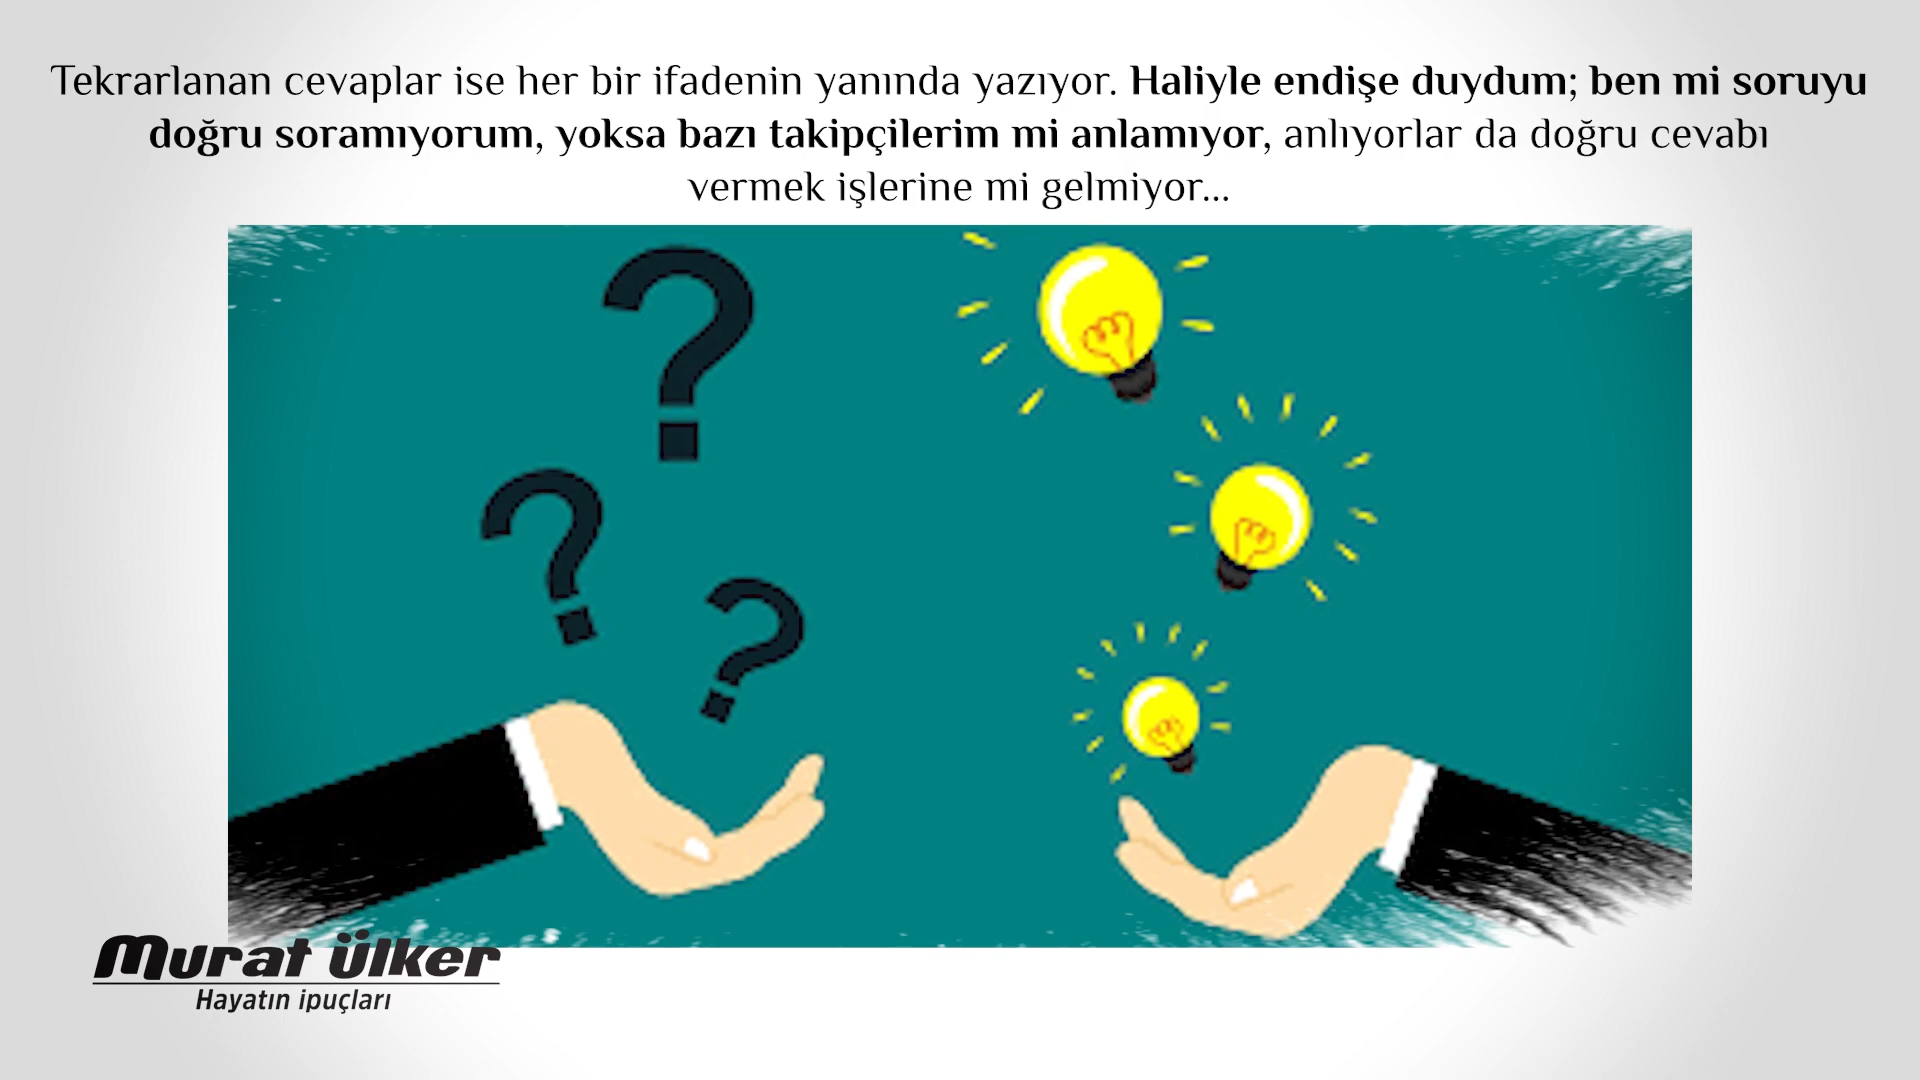 Tekrarlanan cevaplar ise her bir ifadenin yanında yazıyor. Haliyle endişe duydum; ben mi soruyu
doğru soramıyorum, yoksa bazı takipçilerim mi anlamıyor, anlıyorlar da doğru cevabı
vermek işlerine mi gelmiyor...
Murat Ülker
Hayatın ipuçları